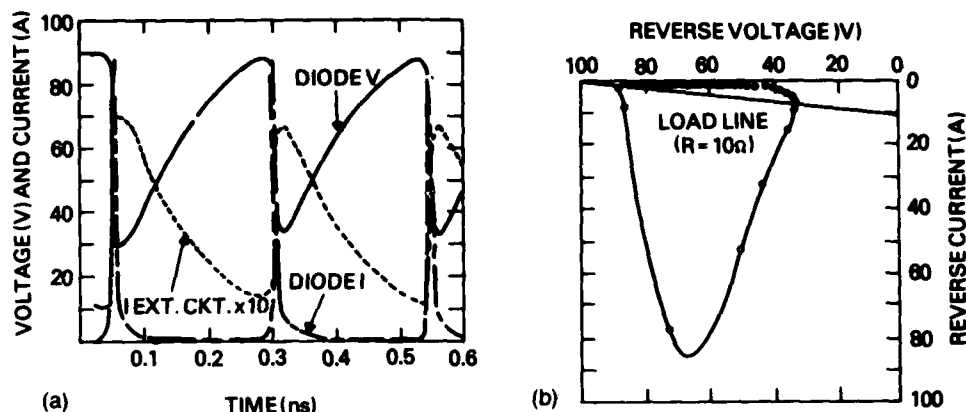 (a)
VOLTAGE (V) AND CURRENT (A)
100
80
60
40
20
DIODE V
I EXT. CKT. x 10
DIODE I
0.1
0.2
0.3
0.4
0.5
0.6
TIME (ns)
(b)
REVERSE VOLTAGE )V)
100
80
60
40
20
0
0
20
40
60
80
100
LOAD LINE
(R = 10Ω)
REVERSE CURRENT (A)